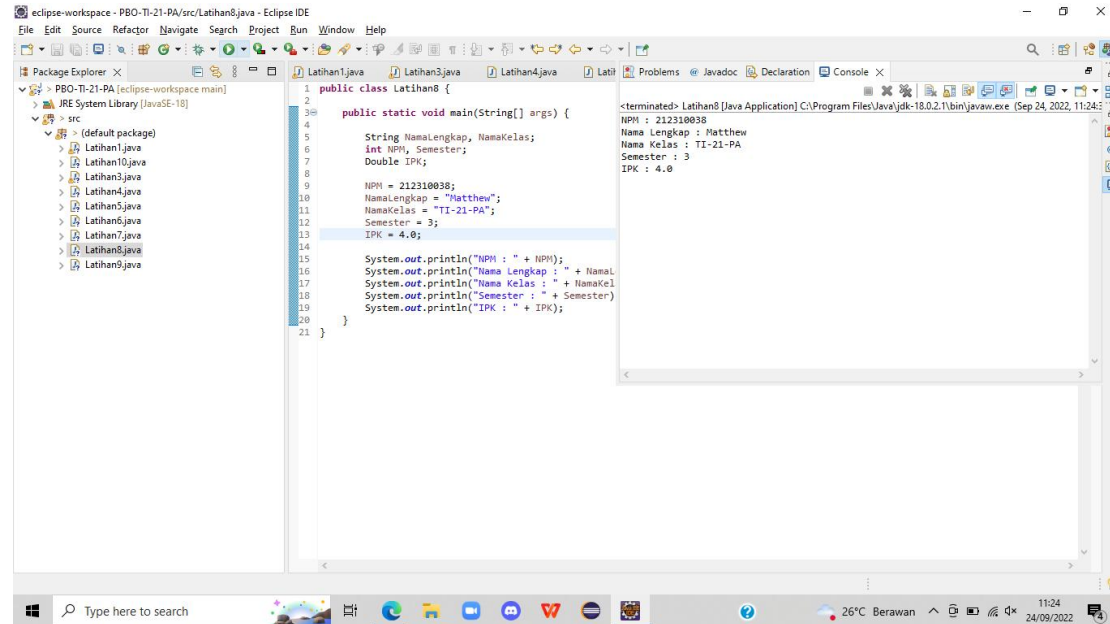 eclipse-workspace - PBO-TI-21-PA/src/Latihan8.java - Eclipse IDE
File Edit Source Refactor Navigate Search Project Run Window Help
Package Explorer
> PBO-TI-21-PA [eclipse-workspace main]
JRE System Library [JavaSE-18]
> src
> (default package)
Latihan1.java
Latihan10.java
Latihan3.java
Latihan4.java
Latihan5.java
Latihan6.java
Latihan7.java
Latihan8.java
Latihan9.java
Latihan1.java Latihan3.java Latihan4.java Lati
1 public class Latihan8 {
2
3 public static void main(String[] args) {
4
5 String NamaLengkap, NamaKelas;
6 int NPM, Semester;
7 Double IPK;
8
9 NPM = 212310038;
10 NamaLengkap = "Matthew";
11 NamaKelas = "TI-21-PA";
12 Semester = 3;
13 IPK = 4.0;
14
15 System.out.println("NPM : " + NPM);
16 System.out.println("Nama Lengkap : " + NamaL
17 System.out.println("Nama Kelas : " + NamaKel
18 System.out.println("Semester : " + Semester)
19 System.out.println("IPK : " + IPK);
20 }
21 }
Problems Javadoc Declaration Console
<terminated> Latihan8 [Java Application] C:\Program Files\Java\jdk-18.0.2.1\bin\javaw.exe (Sep 24, 2022, 11:24:3
NPM : 212310038
Nama Lengkap : Matthew
Nama Kelas : TI-21-PA
Semester : 3
IPK : 4.0
Type here to search
26°C Berawan
11:24
24/09/2022
4